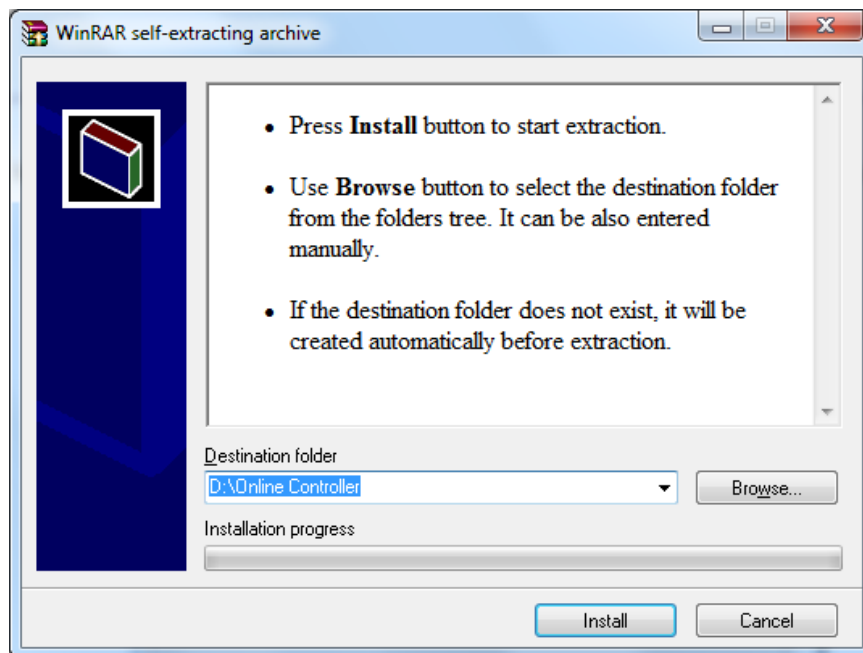 WinRAR self-extracting archive
Press Install button to start extraction.
Use Browse button to select the destination folder
from the folders tree. It can be also entered
manually.
If the destination folder does not exist, it will be
created automatically before extraction.
Destination folder
D:\Online Controller
Browse...
Installation progress
Install
Cancel